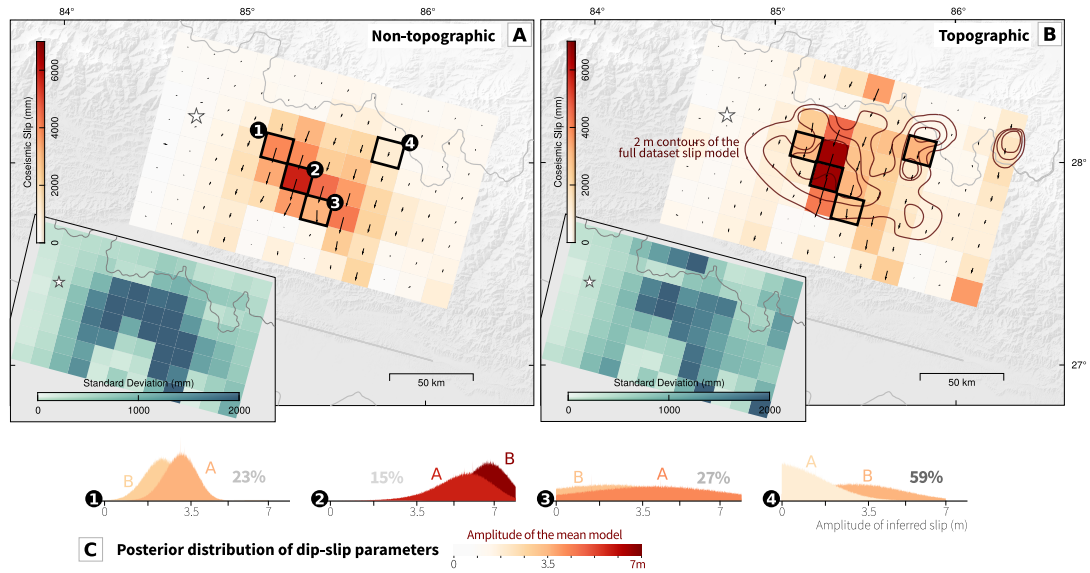 84° 85° 86° 84° 85° 86°
Non-topographic A
Topographic B
Coseismic Slip (mm)
0 2000 4000 6000
1
2
3
4
Coseismic Slip (mm)
0 2000 4000 6000
2 m contours of the
full dataset slip model
28°
27°
Standard Deviation (mm)
0 1000 2000
50 km
Standard Deviation (mm)
0 1000 2000
50 km
B A 23%
1 0 3.5 7
15% A B
2 0 3.5 7
B A 27%
3 0 3.5 7
A B 59%
4 0 3.5 7
Amplitude of inferred slip (m)
C Posterior distribution of dip-slip parameters
Amplitude of the mean model
0 3.5 7m